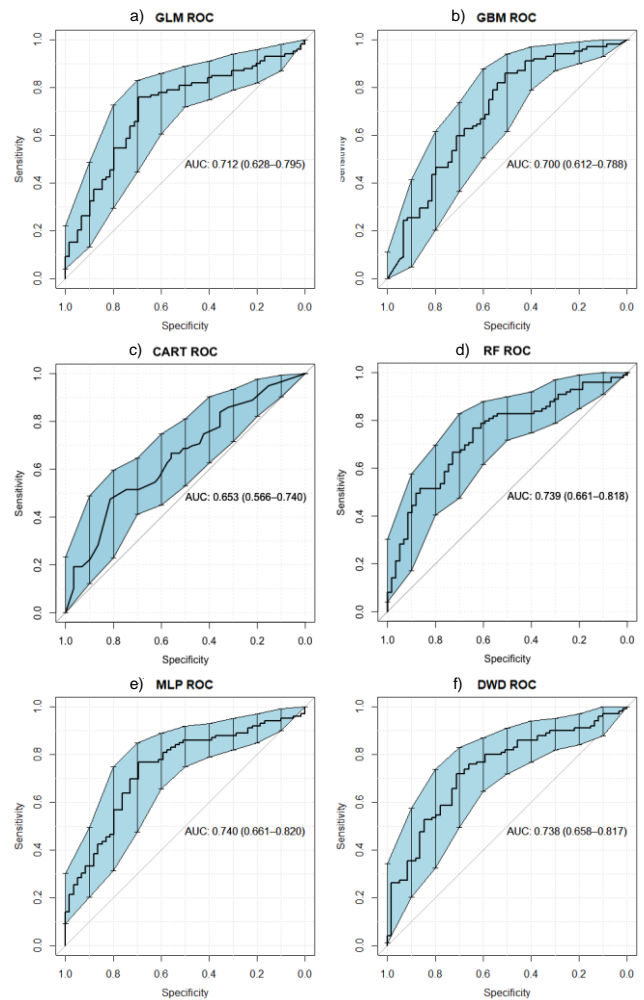 a) GLM ROC
1.0
0.8
0.6
0.4
0.2
0.0
Sensitivity
AUC: 0.712 (0.628–0.795)
1.0 0.8 0.6 0.4 0.2 0.0
Specificity
b) GBM ROC
1.0
0.8
0.6
0.4
0.2
0.0
Sensitivity
AUC: 0.700 (0.612–0.788)
1.0 0.8 0.6 0.4 0.2 0.0
Specificity
c) CART ROC
1.0
0.8
0.6
0.4
0.2
0.0
Sensitivity
AUC: 0.653 (0.566–0.740)
1.0 0.8 0.6 0.4 0.2 0.0
Specificity
d) RF ROC
1.0
0.8
0.6
0.4
0.2
0.0
Sensitivity
AUC: 0.739 (0.661–0.818)
1.0 0.8 0.6 0.4 0.2 0.0
Specificity
e) MLP ROC
1.0
0.8
0.6
0.4
0.2
0.0
Sensitivity
AUC: 0.740 (0.661–0.820)
1.0 0.8 0.6 0.4 0.2 0.0
Specificity
f) DWD ROC
1.0
0.8
0.6
0.4
0.2
0.0
Sensitivity
AUC: 0.738 (0.658–0.817)
1.0 0.8 0.6 0.4 0.2 0.0
Specificity